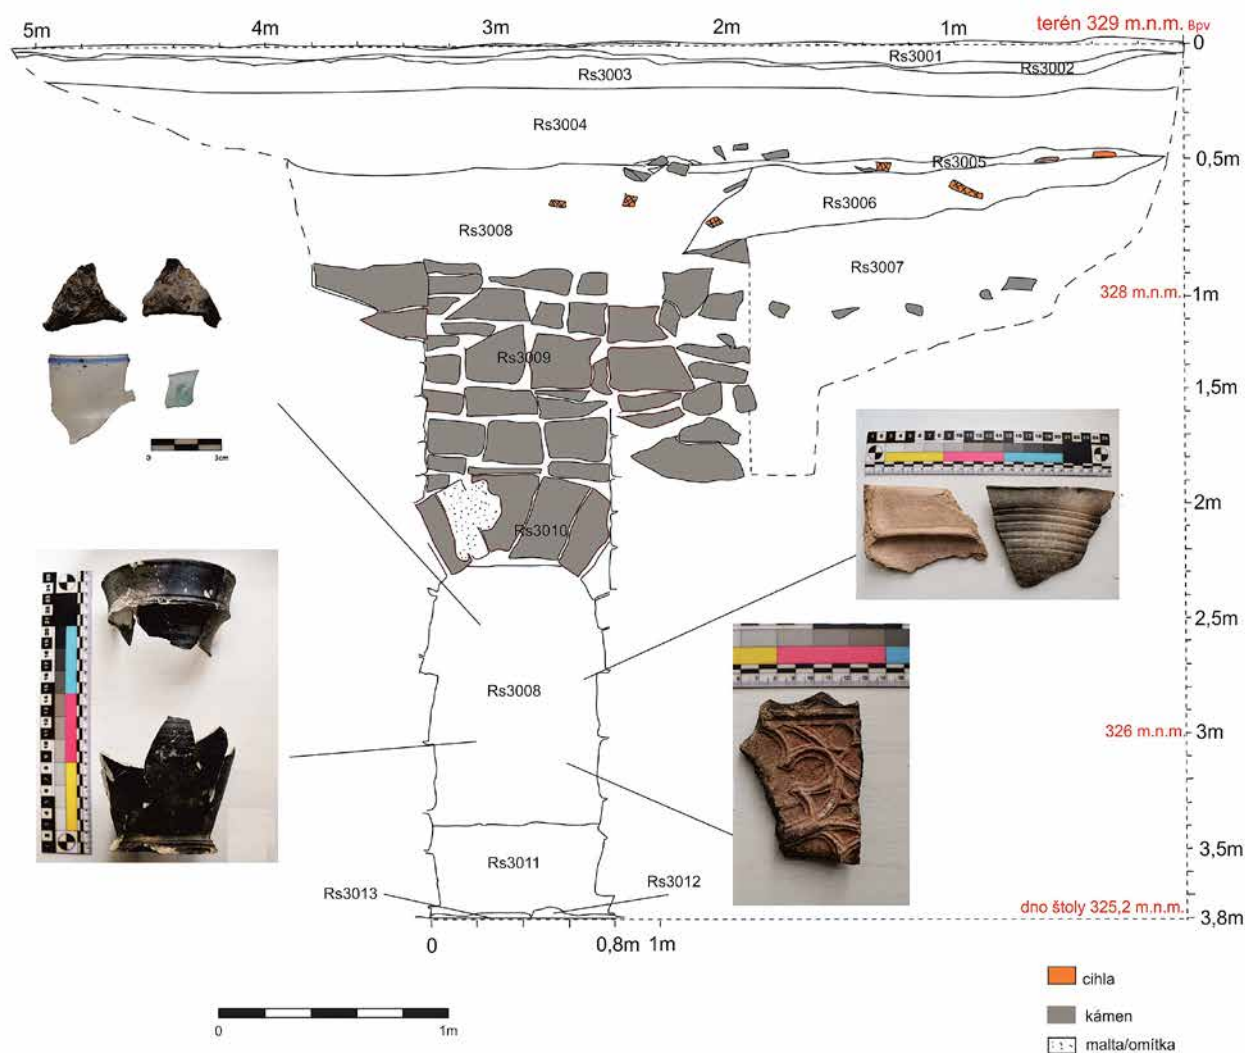 5m 4m 3m 2m 1m terén 329 m.n.m. Bpv
0
Rs3001
Rs3002
Rs3003
Rs3004
Rs3005
0,5m
Rs3006
Rs3008
Rs3007
328 m.n.m. 1m
Rs3009
1,5m
0 3cm
2m
Rs3010
2,5m
Rs3008
326 m.n.m. 3m
3,5m
Rs3011
Rs3013
Rs3012
dno štoly 325,2 m.n.m.
3,8m
0 0,8m 1m
cihla
0 1m
kámen
malta/omítka